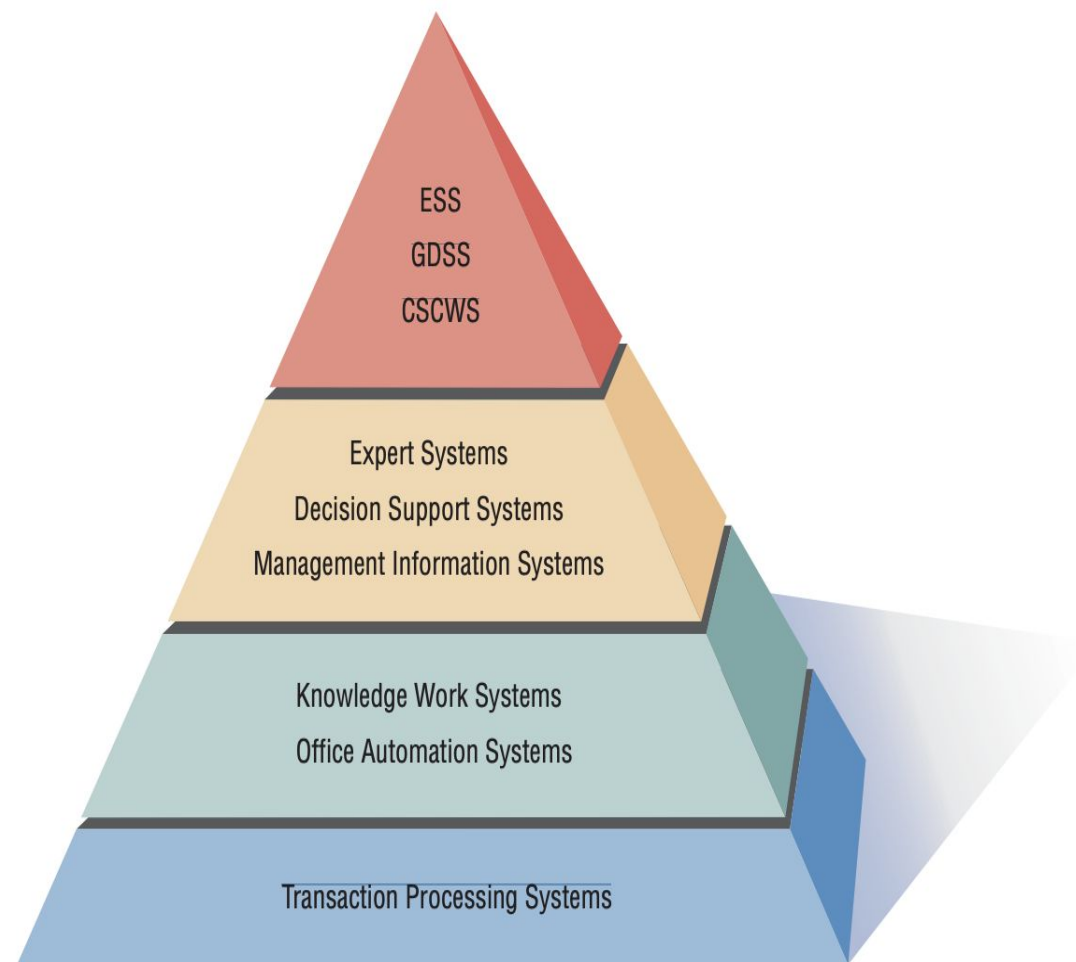 ESS
GDSS
CSCWS
Expert Systems
Decision Support Systems
Management Information Systems
Knowledge Work Systems
Office Automation Systems
Transaction Processing Systems